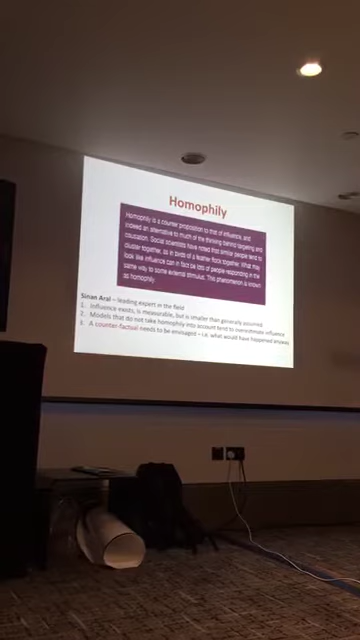 Homophily
Homophily is a counter proposition to that of influence, and
indeed an alternative to much of the thinking behind targeting and
causation. Social scientists have noted that similar people tend to
cluster together, as in birds of a feather flock together. What may
look like influence can in fact be lots of people responding in the
same way to some external stimulus. This phenomenon is known
as homophily.
Sinan Aral – leading expert in the field
1. Influence exists, is measurable, but is smaller than generally assumed
2. Models that do not take homophily into account tend to overestimate influence
3. A counter-factual needs to be envisaged – i.e. what would have happened anyway